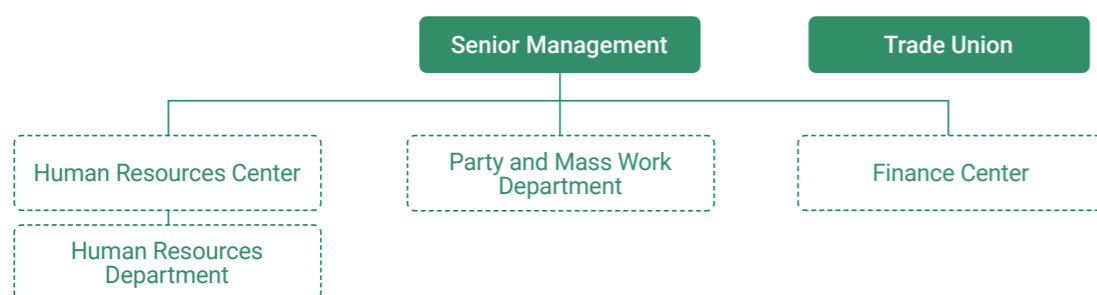 Senior Management
Trade Union
Human Resources Center
Party and Mass Work
Department
Finance Center
Human Resources
Department